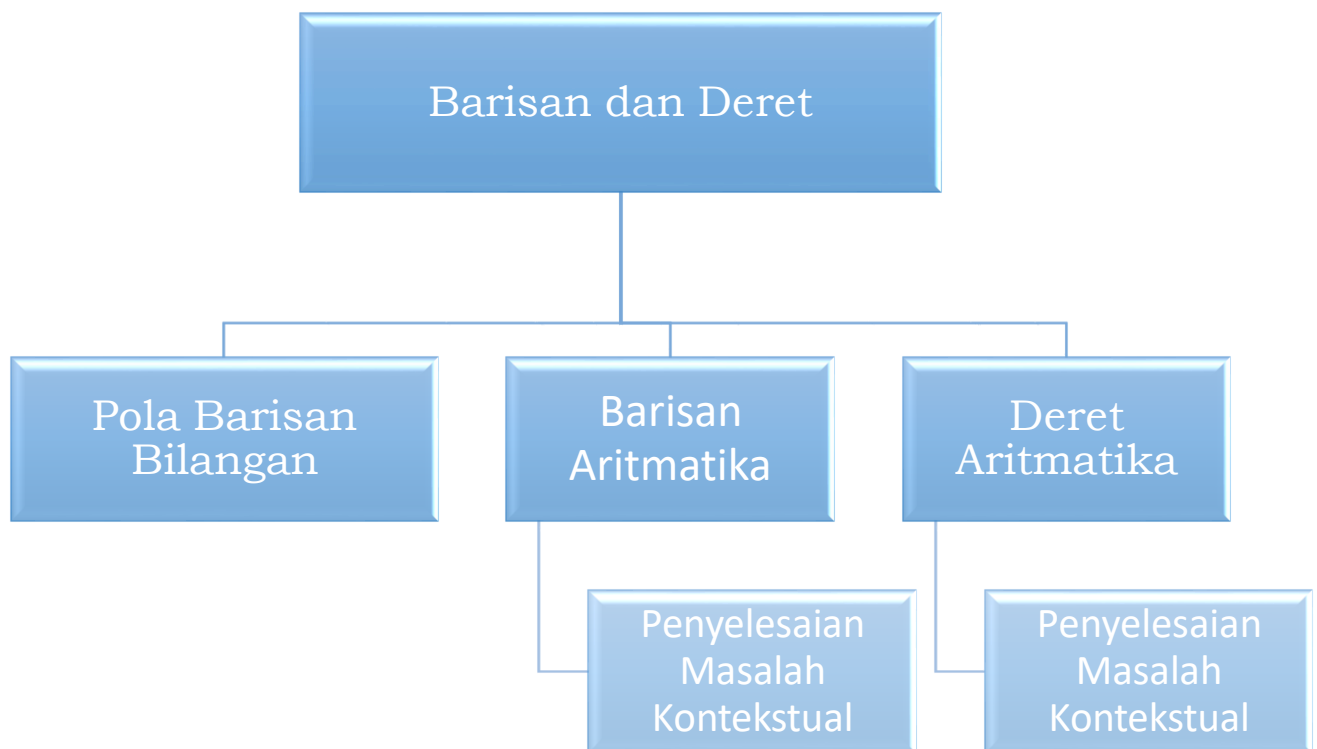 Barisan dan Deret
Pola Barisan
Bilangan
Barisan
Aritmatika
Deret
Aritmatika
Penyelesaian
Masalah
Kontekstual
Penyelesaian
Masalah
Kontekstual